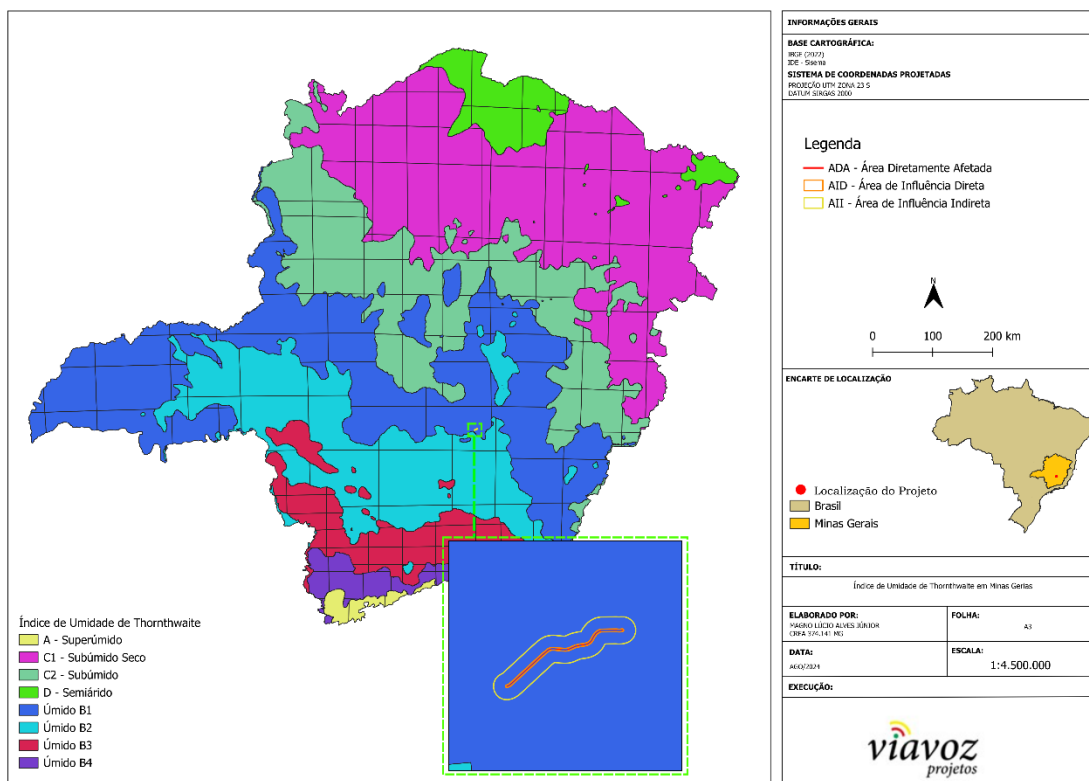 INFORMAÇÕES GERAIS
BASE CARTOGRÁFICA:
IBGE (2022)
IDE - Sisema
SISTEMA DE COORDENADAS PROJETADAS
PROJEÇÃO UTM ZONA 23 S
DATUM SIRGAS 2000
Legenda
ADA - Área Diretamente Afetada
AID - Área de Influência Direta
AII - Área de Influência Indireta
N
0 100 200 km
ENCARTE DE LOCALIZAÇÃO
Localização do Projeto
Brasil
Minas Gerais
TÍTULO:
Índice de Umidade de Thornthwaite em Minas Gerias
ELABORADO POR:
MAGNO LÚCIO ALVES JÚNIOR
CREA 374.141 MG
FOLHA:
A3
DATA:
AGO/2024
ESCALA:
1:4.500.000
EXECUÇÃO:
viavoz
projetos
Índice de Umidade de Thornthwaite
A - Superúmido
C1 - Subúmido Seco
C2 - Subúmido
D - Semiárido
Úmido B1
Úmido B2
Úmido B3
Úmido B4